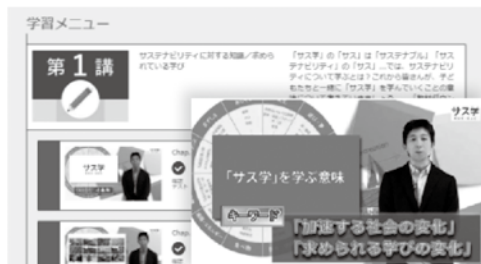 学習メニュー
第1講
サステナビリティに対する知識／求めら
れている学び
「サス学」の「サス」は「サステナブル」「サス
テナビリティ」の「サス」…では、サステナビリ
ティについて学ぶとは？これから皆さんが、子ど
もたちと一緒に「サス学」を学んでいくことの意
サス学
Chap.
サス学
「サス学」を学ぶ意味
キーワード
「加速する社会の変化」
「求められる学びの変化」
Chap.